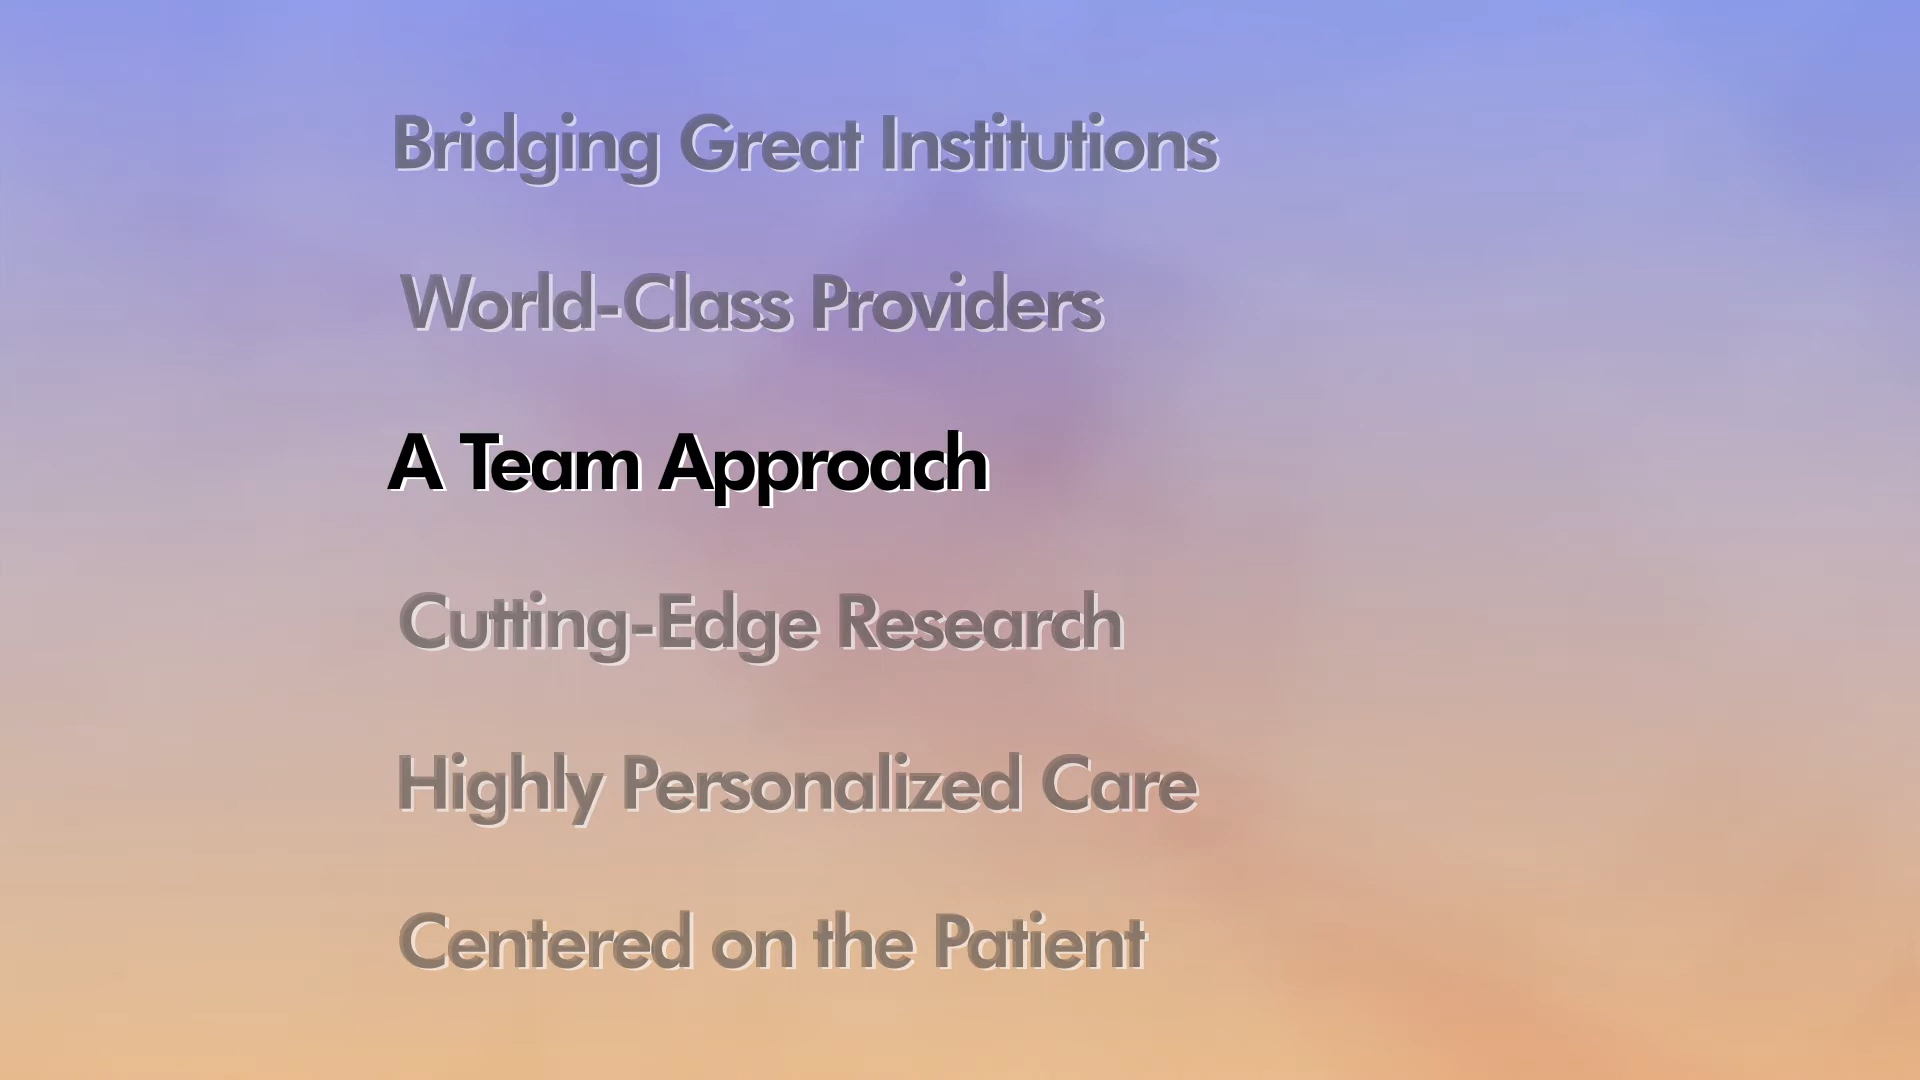 Bridging Great Institutions
World-Class Providers
A Team Approach
Cutting-Edge Research
Highly Personalized Care
Centered on the Patient